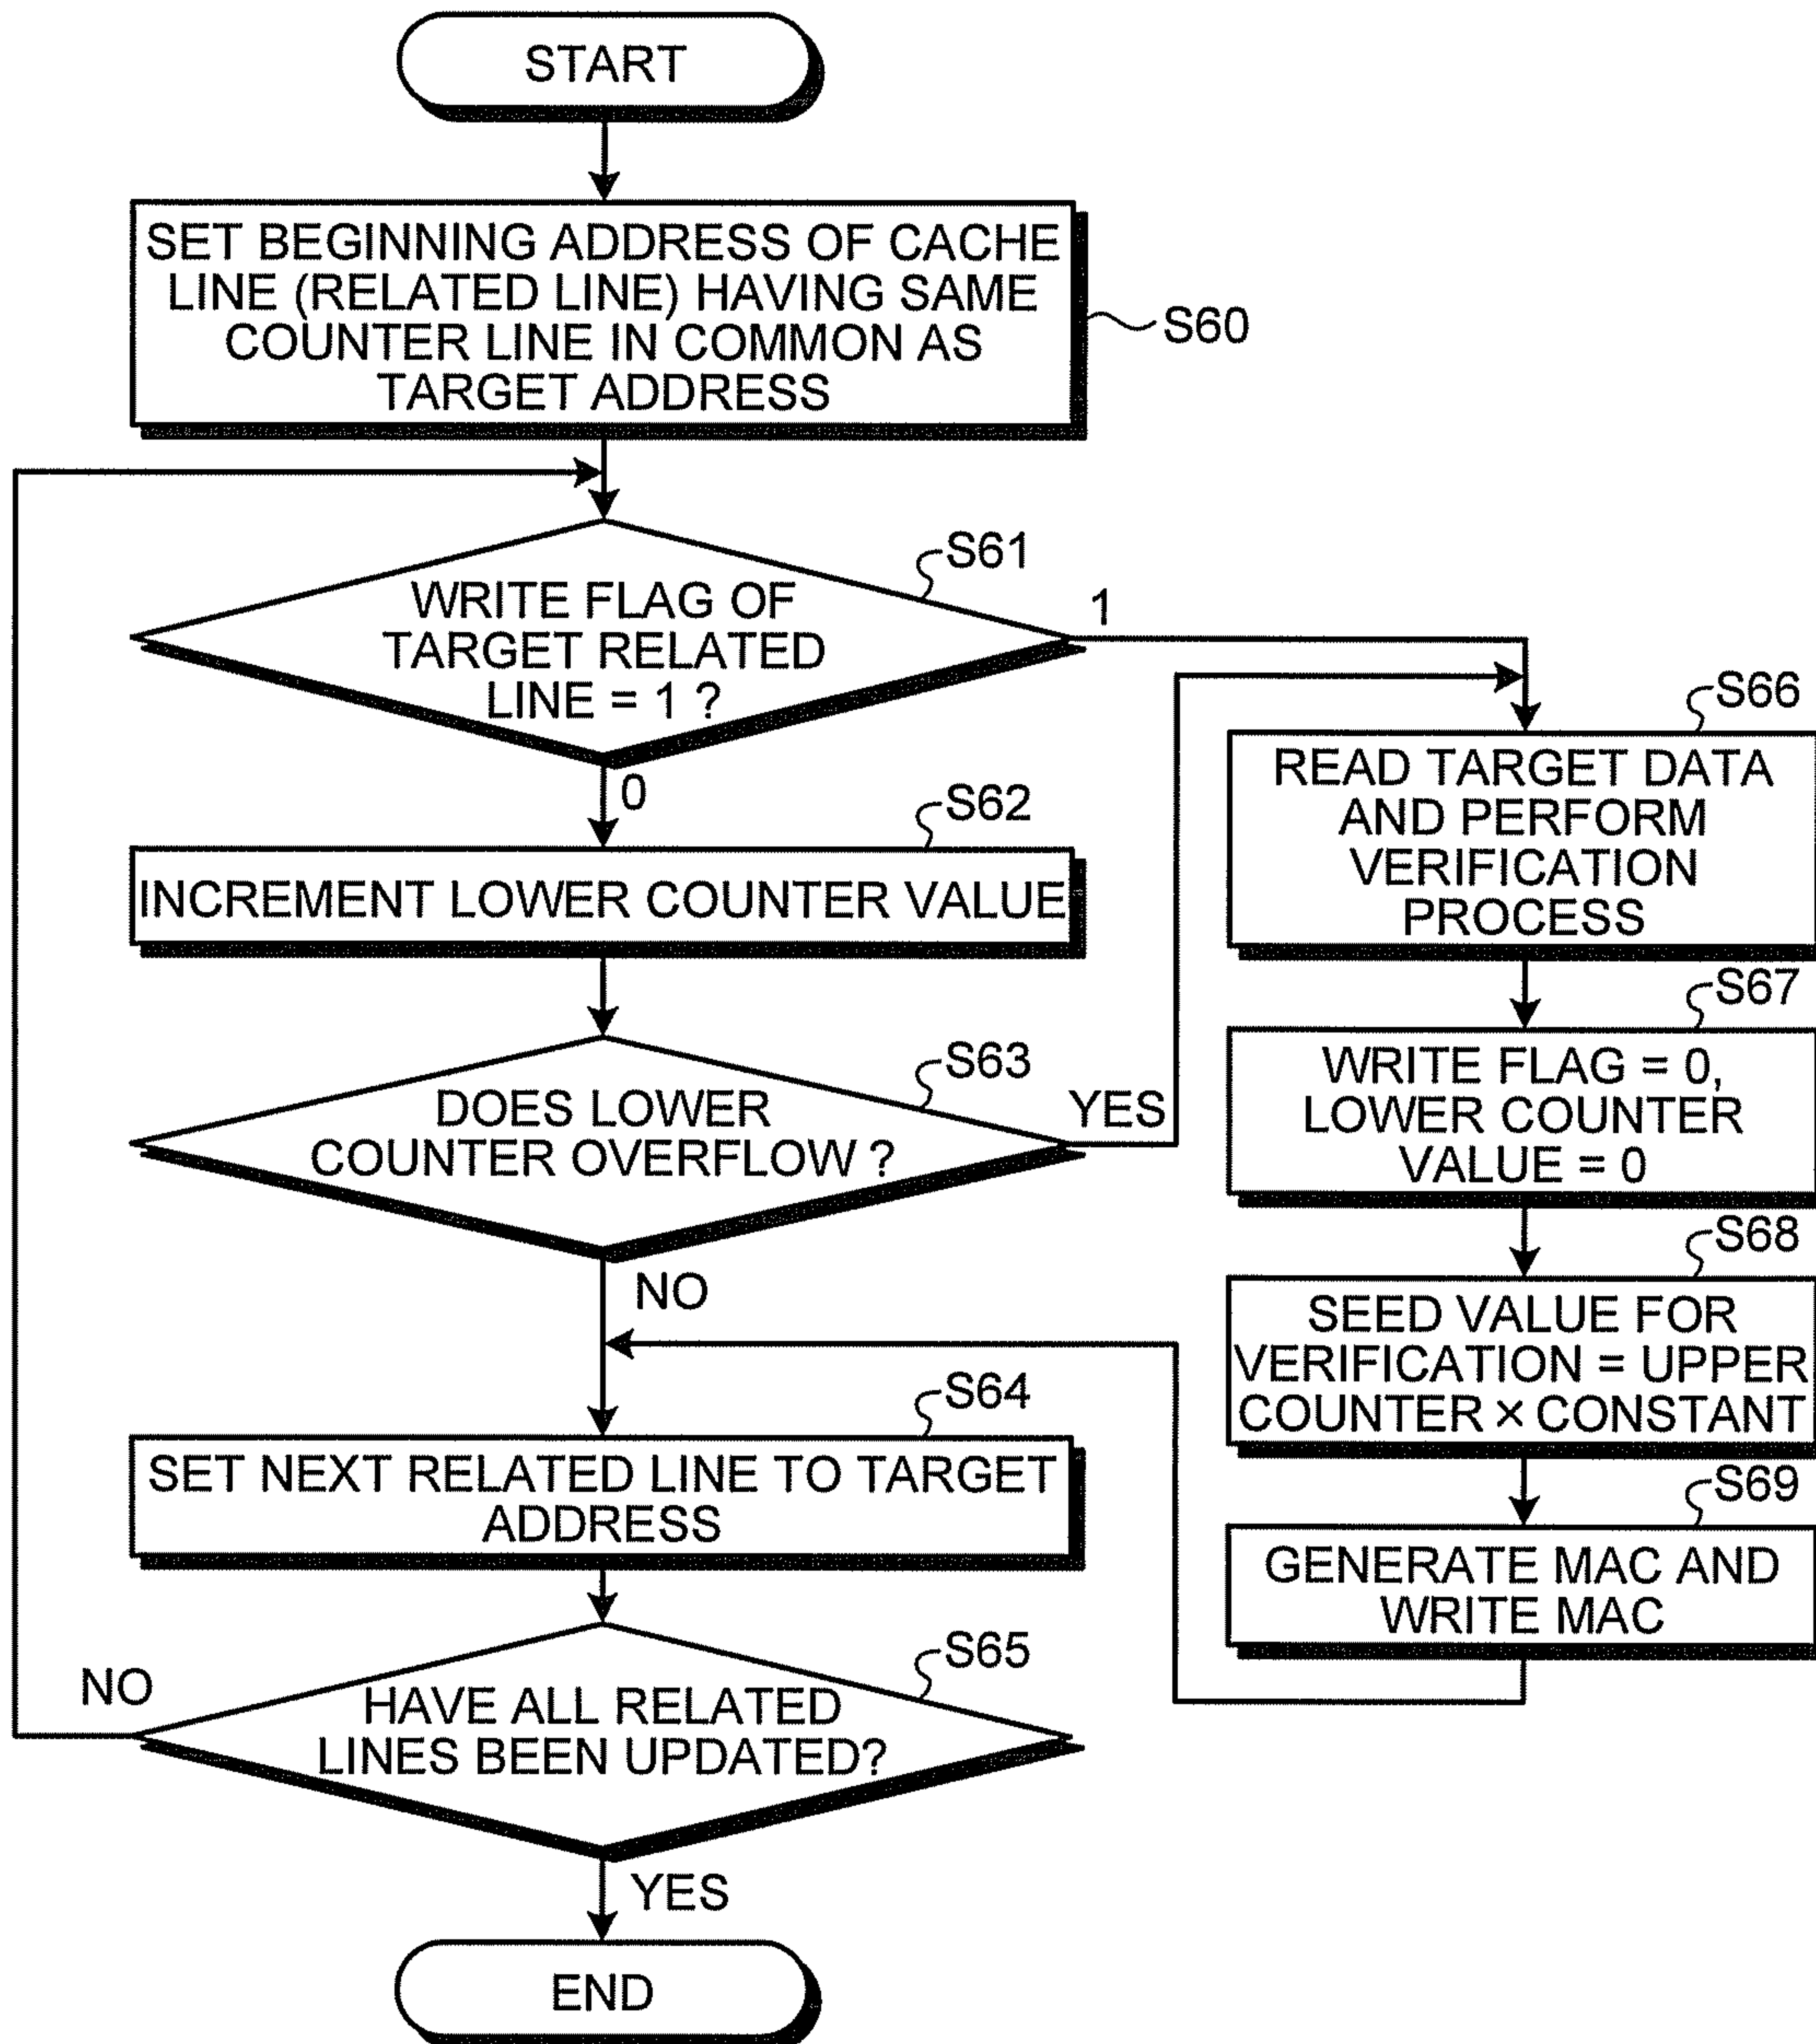 START
SET BEGINNING ADDRESS OF CACHE
LINE (RELATED LINE) HAVING SAME
COUNTER LINE IN COMMON AS
TARGET ADDRESS
S60
S61
WRITE FLAG OF
TARGET RELATED
LINE = 1 ?
1
0
S62
INCREMENT LOWER COUNTER VALUE
S63
DOES LOWER
COUNTER OVERFLOW ?
YES
NO
S64
SET NEXT RELATED LINE TO TARGET
ADDRESS
S65
HAVE ALL RELATED
LINES BEEN UPDATED?
NO
YES
END
S66
READ TARGET DATA
AND PERFORM
VERIFICATION
PROCESS
S67
WRITE FLAG = 0,
LOWER COUNTER
VALUE = 0
S68
SEED VALUE FOR
VERIFICATION = UPPER
COUNTER × CONSTANT
S69
GENERATE MAC AND
WRITE MAC